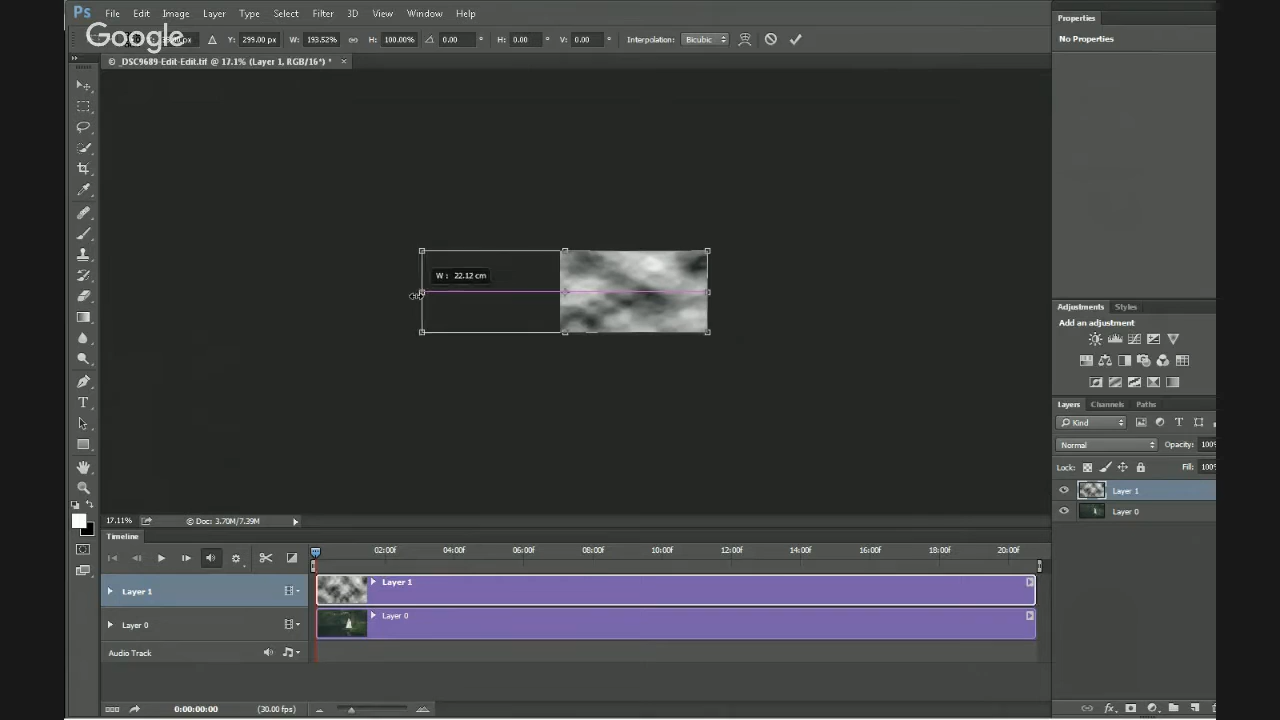 Ps File Edit Image Layer Type Select Filter 3D View Window Help
Google
Y: 299.00 px W: 193.52% H: 100.00% 0.00 ° H: 0.00 ° V: 0.00 ° Interpolation: Bicubic
© _DSC9689-Edit-Edit.tif @ 17.1% (Layer 1, RGB/16*) * ×
Properties
No Properties
W : 22.12 cm
Adjustments Styles
Add an adjustment
Layers Channels Paths
Kind
Normal Opacity: 100%
Lock: Fill: 100%
Layer 1
Layer 0
17.11% © Doc: 3.70M/7.39M
Timeline
02:00f 04:00f 06:00f 08:00f 10:00f 12:00f 14:00f 16:00f 18:00f 20:00f
Layer 1 Layer 1
Layer 0 Layer 0
Audio Track
0:00:00:00 (30.00 fps)